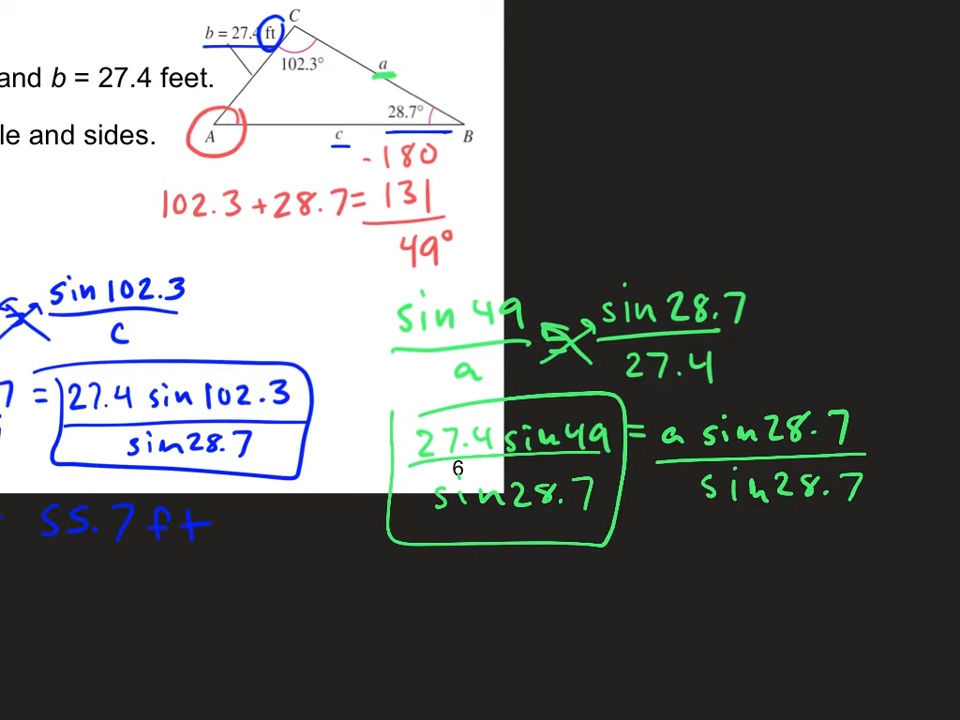 C
b = 27.4 ft
102.3°
a
and b = 27.4 feet.
28.7°
A
c
B
le and sides.
- 180
102.3 + 28.7 = 131
49°
sin 102.3
c
sin 49
a
sin 28.7
27.4
7 = 27.4 sin 102.3
sin 28.7
27.4 sin 49 = a sin 28.7
6
sin 28.7
sin 28.7
55.7 ft